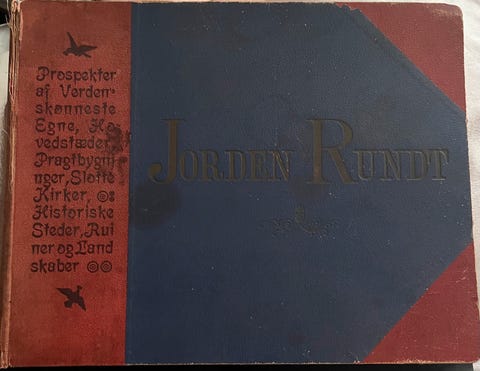 Prospekter
af Verdens
skønneste
Egne, Ho
vedstæder,
Pragtbygni
nger, Slotte
Kirker, og
Historiske
Steder, Rui
ner og Land
skaber
JORDEN RUNDT